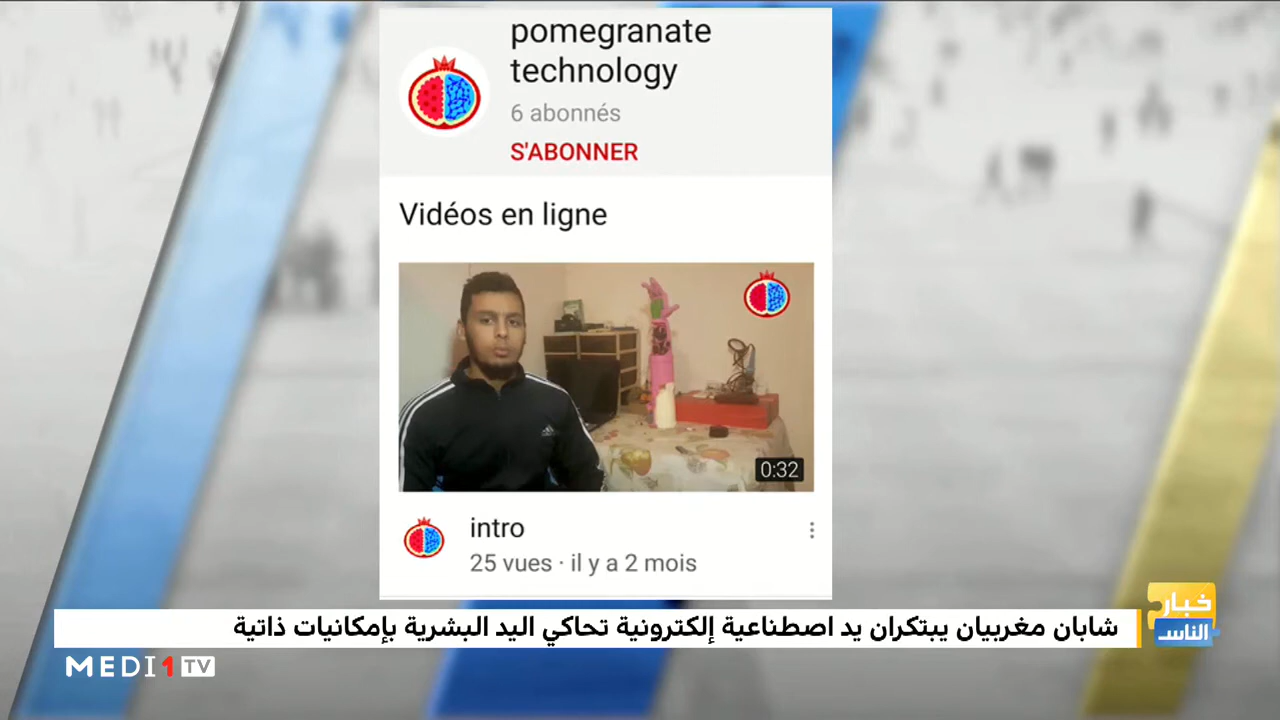 pomegranate
technology
6 abonnés
S'ABONNER
Vidéos en ligne
0:32
intro
25 vues · il y a 2 mois
خبار
الناس
شابان مغربيان يبتكران يد اصطناعية إلكترونية تحاكي اليد البشرية بإمكانيات ذاتية
MEDI1TV